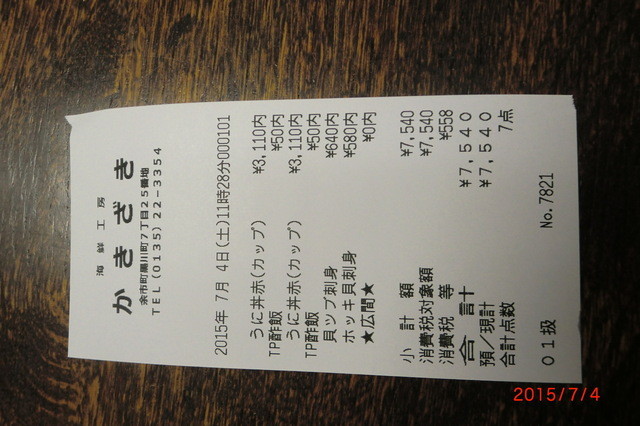 海鮮工房
かきざき
余市町黒川町7丁目25番地
TEL(0135)22-3354
2015年 7月 4日(土)11時28分000101
うに丼赤(カップ) ¥3,110内
TP酢飯 ¥50内
うに丼赤(カップ) ¥3,110内
TP酢飯 ¥50内
貝ツブ刺身 ¥640内
ホッキ貝刺身 ¥580内
★広間★ ¥0内
小計額 ¥7,540
消費税対象額 ¥7,540
消費税等 ¥558
合計 ¥7,540
預/現計 ¥7,540
合計点数 7点
01扱 No.7821
2015/7/4